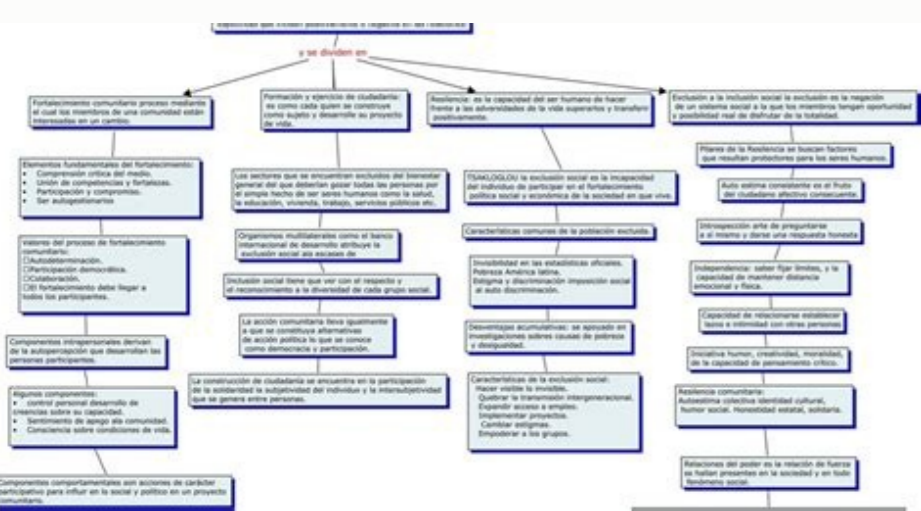 específicas que influyen positivamente o negativa en las relaciones
y se dividen en
Fortalecimiento comunitario proceso mediante
el cual los miembros de una comunidad están
interesadas en un cambio.
Elementos fundamentales del fortalecimiento:
• Comprensión crítica del medio.
• Unión de competencias y fortalezas.
• Participación y compromiso.
• Ser autogestionarios
Valores del proceso de fortalecimiento
comunitario:
☐Autodeterminación.
☐Participación democrática.
☐Colaboración.
☐El fortalecimiento debe llegar a
todos los participantes.
Componentes intrapersonales derivan
de la autopercepción que desarrollan las
personas participantes.
Algunos componentes:
• control personal desarrollo de
creencias sobre su capacidad.
• Sentimiento de apego ala comunidad.
• Consciencia sobre condiciones de vida.
Componentes comportamentales son acciones de carácter
participativo para influir en lo social y político en un proyecto
comunitario.
Formación y ejercicio de ciudadanía:
es como cada quien se construye
como sujeto y desarrolle su proyecto
de vida.
Los sectores que se encuentran excluidos del bienestar
general del que deberían gozar todas las personas por
el simple hecho de ser seres humanos como la salud,
la educación, vivienda, trabajo, servicios públicos etc.
Organismos multilaterales como el banco
internacional de desarrollo atribuye la
exclusión social ala escases de
Inclusión social tiene que ver con el respecto y
el reconocimiento a la diversidad de cada grupo social.
La acción comunitaria lleva igualmente
a que se constituya alternativas
de acción política lo que se conoce
como democracia y participación.
La construcción de ciudadanía se encuentra en la participación
de la solidaridad la subjetividad del individuo y la intersubjetividad
que se genera entre personas.
Resiliencia: es la capacidad del ser humano de hacer
frente a las adversidades de la vida superarlos y transfero
positivamente.
TSAKLOGLOU la exclusión social es la incapacidad
del individuo de participar en el fortalecimiento
política social y económica de la sociedad en que vive.
Características comunes de la población excluida.
Invisibilidad en las estadísticas oficiales.
Pobreza América latina.
Estigma y discriminación imposición social
al auto discriminación.
Desventajas acumulativas: se apoyado en
investigaciones sobres causas de pobreza
y desigualdad.
Características de la exclusión social:
Hacer visible lo invisible.
Quebrar la transmisión intergeneracional.
Expandir acceso a empleo.
Implementar proyectos.
Cambiar estigmas.
Empoderar a los grupos.
Exclusión a la inclusión social la exclusión es la negación
de un sistema social a la que los miembros tengan oportunidad
y posibilidad real de disfrutar de la totalidad.
Pilares de la Resiliencia se buscan factores
que resultan protectores para los seres humanos.
Auto estima consistente es el fruto
del ciudadano afectivo consecuente.
Introspección arte de preguntarse
a sí mismo y darse una respuesta honesta
Independencia: saber fijar límites, y la
capacidad de mantener distancia
emocional y física.
Capacidad de relacionarse establecer
lazos e intimidad con otras personas
Iniciativa humor, creatividad, moralidad,
de la capacidad de pensamiento crítico.
Resiliencia comunitaria:
Autoestima colectiva identidad cultural,
humor social. Honestidad estatal, solidaria.
Relaciones del poder es la relación de fuerza
se hallan presentes en la sociedad y en todo
fenómeno social.